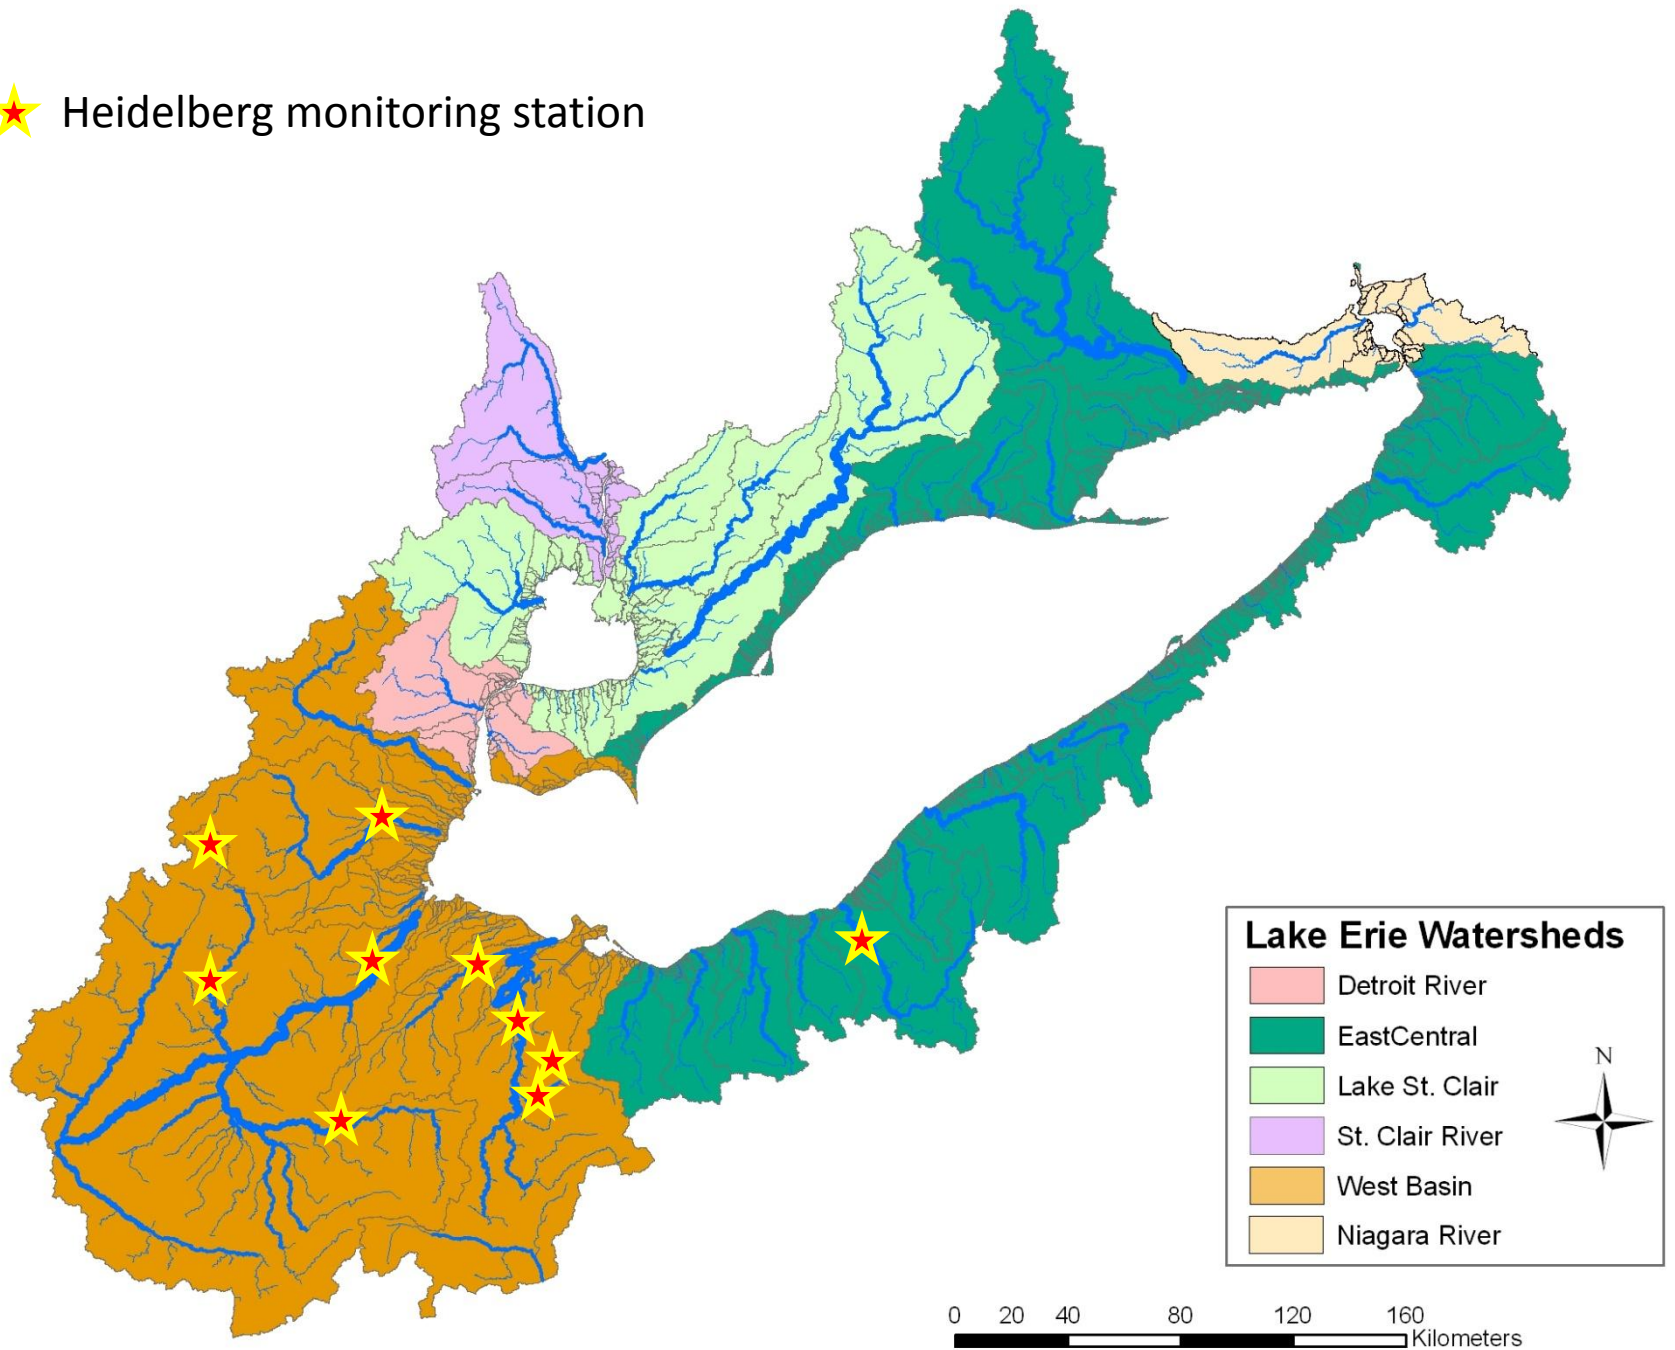 Heidelberg monitoring station
Lake Erie Watersheds
Detroit River
EastCentral
Lake St. Clair
St. Clair River
West Basin
Niagara River
N
0 20 40 80 120 160
Kilometers